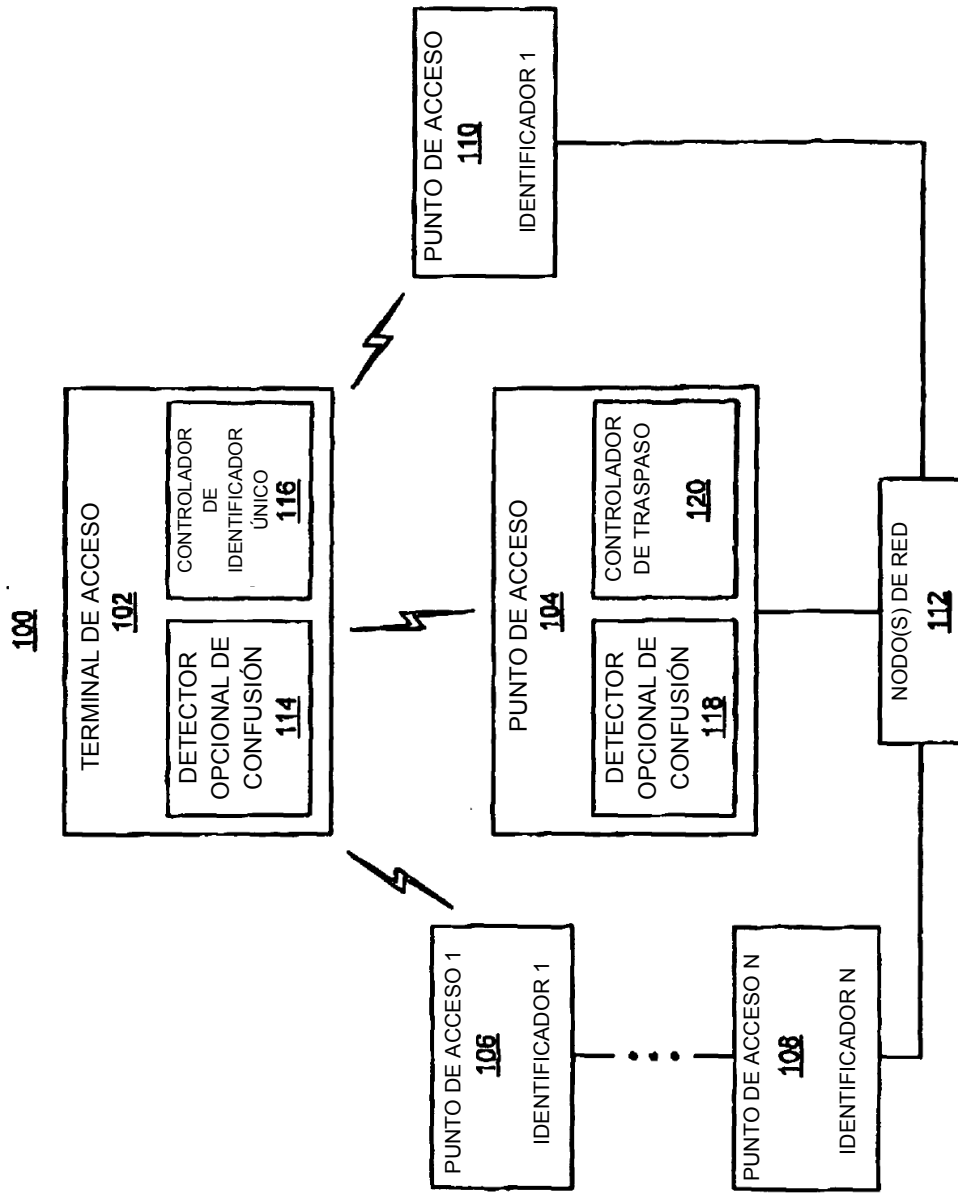 100
TERMINAL DE ACCESO
102
DETECTOR
OPCIONAL DE
CONFUSIÓN
114
CONTROLADOR
DE
IDENTIFICADOR
ÚNICO
116
PUNTO DE ACCESO 1
106
IDENTIFICADOR 1
PUNTO DE ACCESO N
108
IDENTIFICADOR N
PUNTO DE ACCESO
104
DETECTOR
OPCIONAL DE
CONFUSIÓN
118
CONTROLADOR
DE TRASPASO
120
PUNTO DE ACCESO
110
IDENTIFICADOR 1
NODO(S) DE RED
112